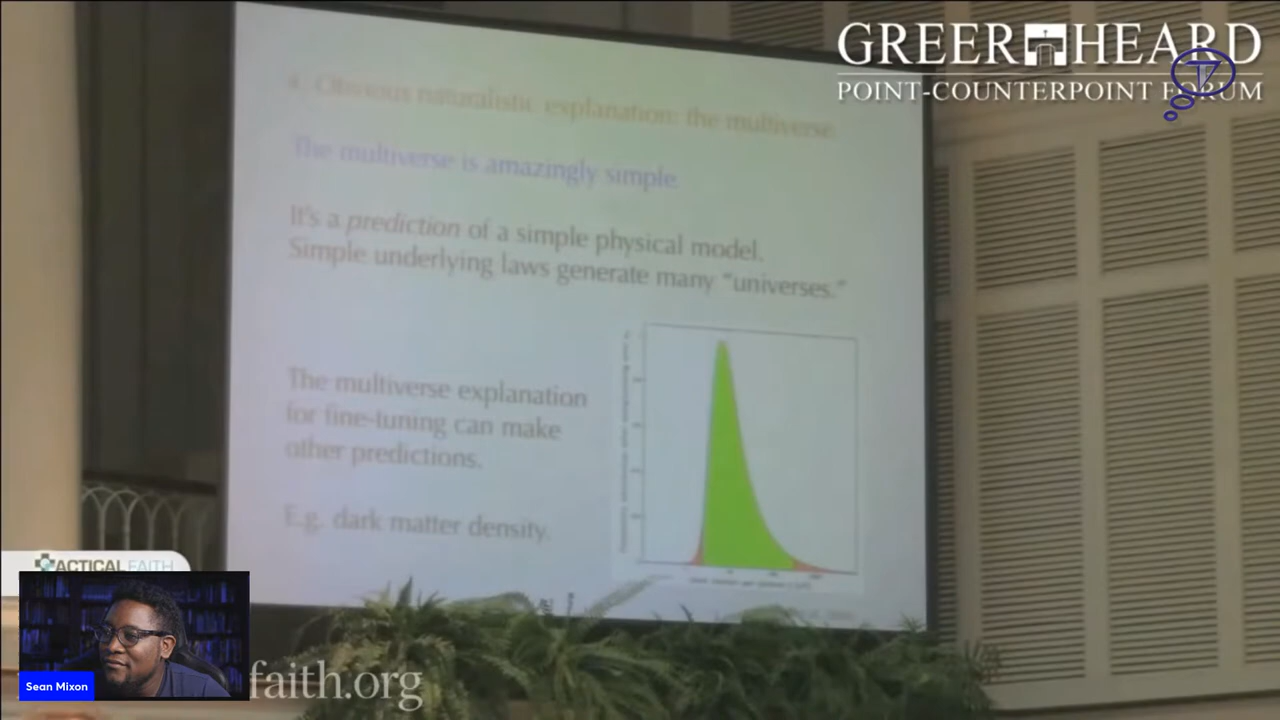 GREER HEARD
POINT-COUNTERPOINT FORUM
4. Obvious naturalistic explanation: the multiverse.
The multiverse is amazingly simple.
It's a prediction of a simple physical model.
Simple underlying laws generate many "universes."
The multiverse explanation
for fine-tuning can make
other predictions.
E.g. dark matter density.
ACTICAL FAITH
Sean Mixon
faith.org